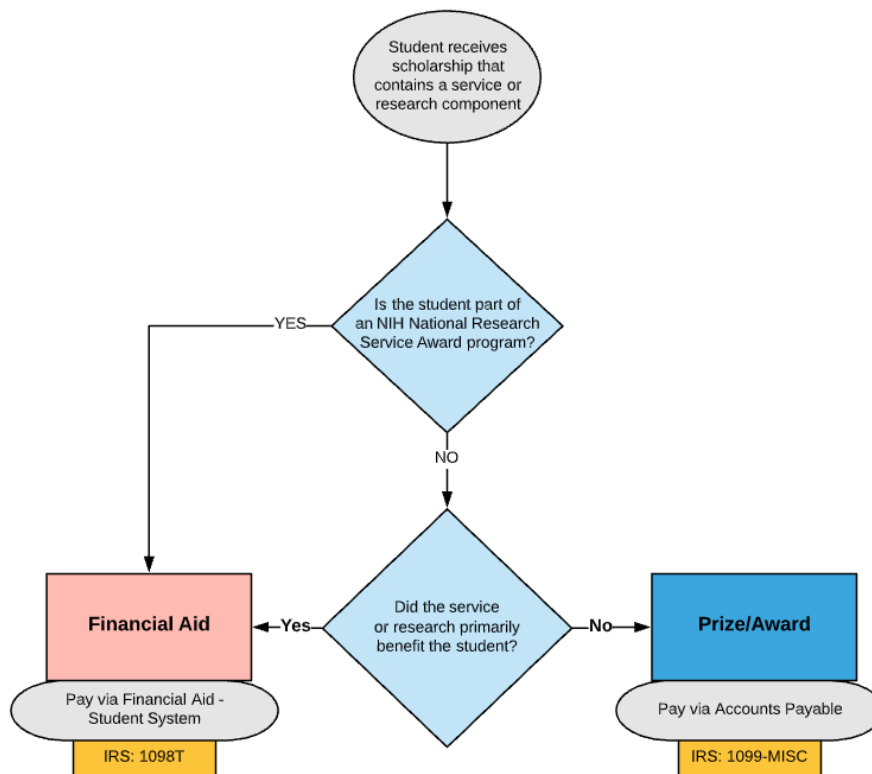 Student receives
scholarship that
contains a service or
research component
Is the student part of
an NIH National Research
Service Award program?
YES
NO
Did the service
or research primarily
benefit the student?
Yes
No
Financial Aid
Prize/Award
Pay via Financial Aid -
Student System
Pay via Accounts Payable
IRS: 1098T
IRS: 1099-MISC